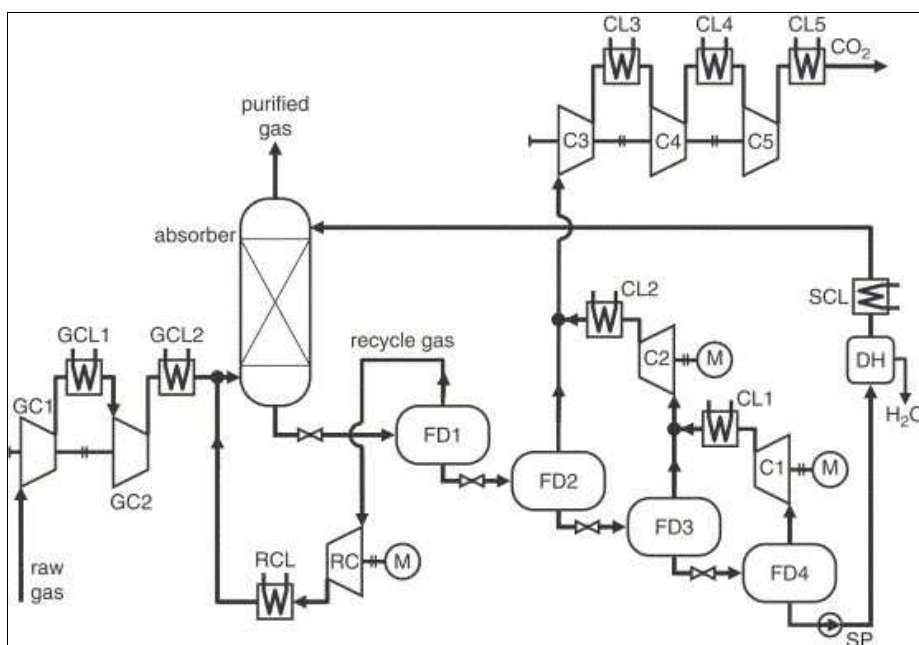 CL3
CL4
CL5
CO₂
purified
gas
C3
C4
C5
absorber
CL2
SCL
GCL1
GCL2
recycle gas
C2
M
DH
CL1
H₂O
GC1
FD1
C1
M
GC2
FD2
FD3
RC
M
RCL
FD4
raw
gas
SP